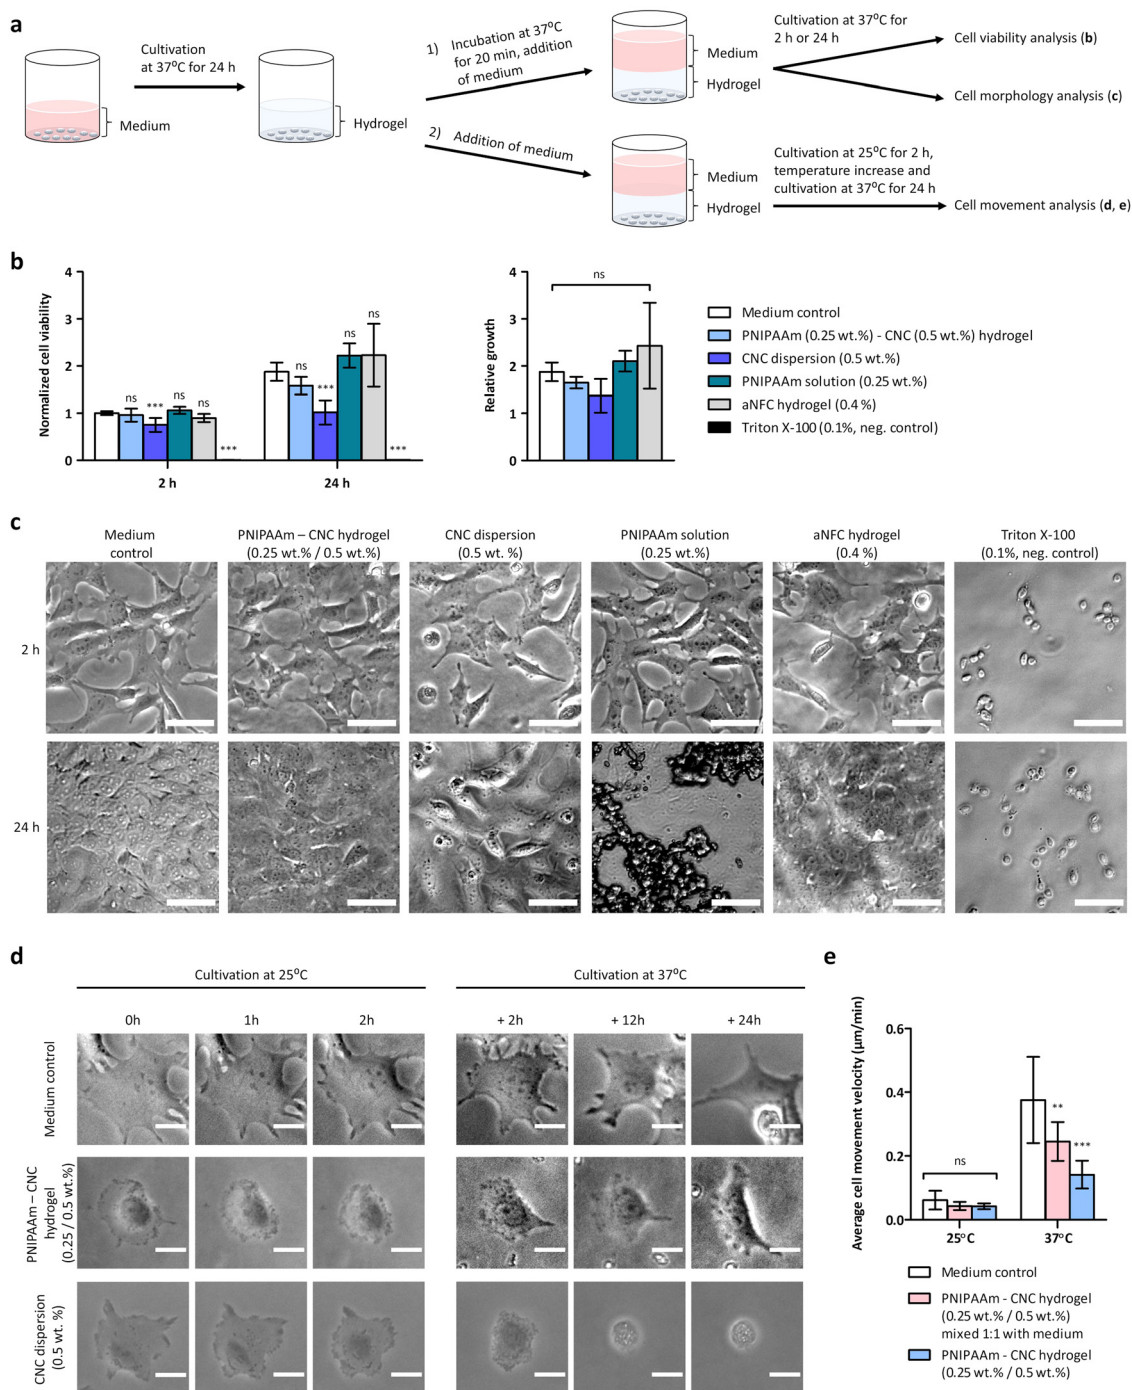 a
Cultivation
at 37ºC for 24 h
Medium
Hydrogel
1) Incubation at 37ºC
for 20 min, addition
of medium
2) Addition of medium
Medium
Hydrogel
Cultivation at 37ºC for
2 h or 24 h
Cell viability analysis (b)
Cell morphology analysis (c)
Medium
Hydrogel
Cultivation at 25ºC for 2 h,
temperature increase and
cultivation at 37ºC for 24 h
Cell movement analysis (d, e)
b
Normalized cell viability
4
3
2
1
0
ns
***
ns
ns
***
ns
***
ns
ns
***
2 h
24 h
Relative growth
4
3
2
1
0
ns
Medium control
PNIPAAm (0.25 wt.%) - CNC (0.5 wt.%) hydrogel
CNC dispersion (0.5 wt.%)
PNIPAAm solution (0.25 wt.%)
aNFC hydrogel (0.4 %)
Triton X-100 (0.1%, neg. control)
c
Medium
control
PNIPAAm – CNC hydrogel
(0.25 wt.% / 0.5 wt.%)
CNC dispersion
(0.5 wt. %)
PNIPAAm solution
(0.25 wt.%)
aNFC hydrogel
(0.4 %)
Triton X-100
(0.1%, neg. control)
2 h
24 h
d
Cultivation at 25ºC
Cultivation at 37ºC
0h
1h
2h
+ 2h
+ 12h
+ 24h
Medium control
PNIPAAm – CNC
hydrogel
(0.25 / 0.5 wt.%)
CNC dispersion
(0.5 wt. %)
e
Average cell movement velocity (µm/min)
0.6
0.4
0.2
0.0
ns
**
***
25ºC
37ºC
Medium control
PNIPAAm - CNC hydrogel
(0.25 wt.% / 0.5 wt.%)
mixed 1:1 with medium
PNIPAAm - CNC hydrogel
(0.25 wt.% / 0.5 wt.%)